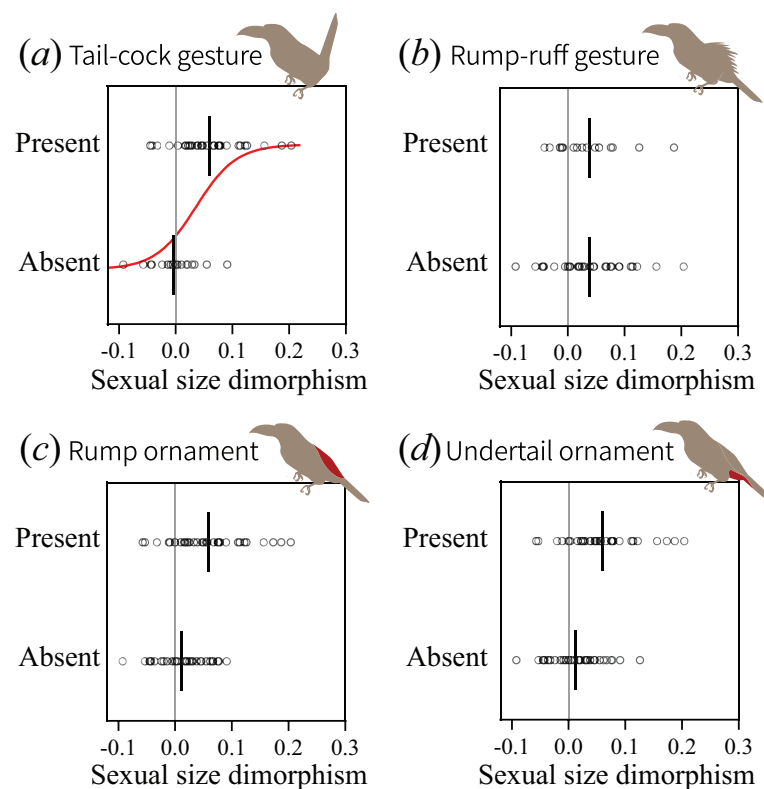 (a) Tail-cock gesture
Present
Absent
-0.1 0.0 0.1 0.2 0.3
Sexual size dimorphism
(b) Rump-ruff gesture
Present
Absent
-0.1 0.0 0.1 0.2 0.3
Sexual size dimorphism
(c) Rump ornament
Present
Absent
-0.1 0.0 0.1 0.2 0.3
Sexual size dimorphism
(d) Undertail ornament
Present
Absent
-0.1 0.0 0.1 0.2 0.3
Sexual size dimorphism